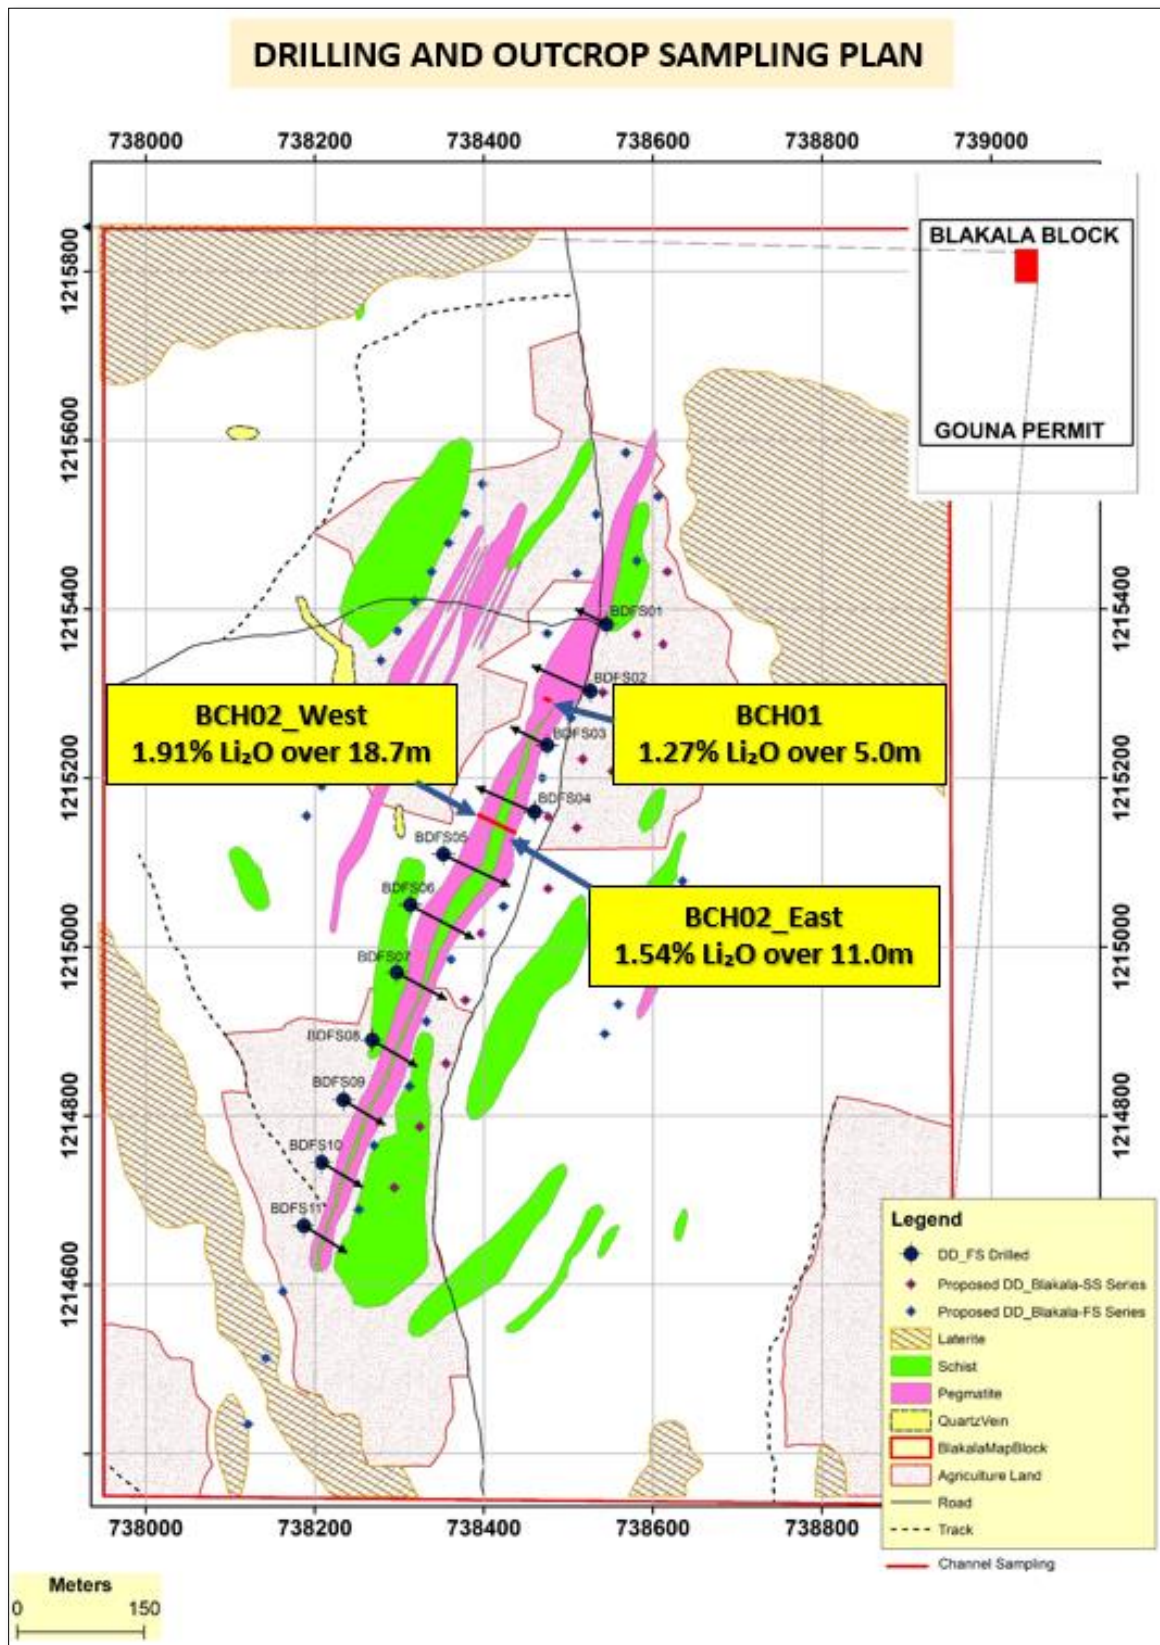 DRILLING AND OUTCROP SAMPLING PLAN
738000 738200 738400 738600 738800 739000
BLAKALA BLOCK
GOUNA PERMIT
1215800
1215600
1215400
1215200
1215000
1214800
1214600
1215400
1215200
1215000
1214800
BDFS01
BDFS02
BDFS03
BDFS04
BDFS05
BDFS06
BDFS07
BDFS08
BDFS09
BDFS10
BDFS11
BCH02_West
1.91% Li₂O over 18.7m
BCH01
1.27% Li₂O over 5.0m
BCH02_East
1.54% Li₂O over 11.0m
Legend
DD_FS Drilled
Proposed DD_Blakala-SS Series
Proposed DD_Blakala-FS Series
Laterite
Schist
Pegmatite
QuartzVein
BlakalaMapBlock
Agriculture Land
Road
Track
Channel Sampling
738000 738200 738400 738600 738800
Meters
0 150